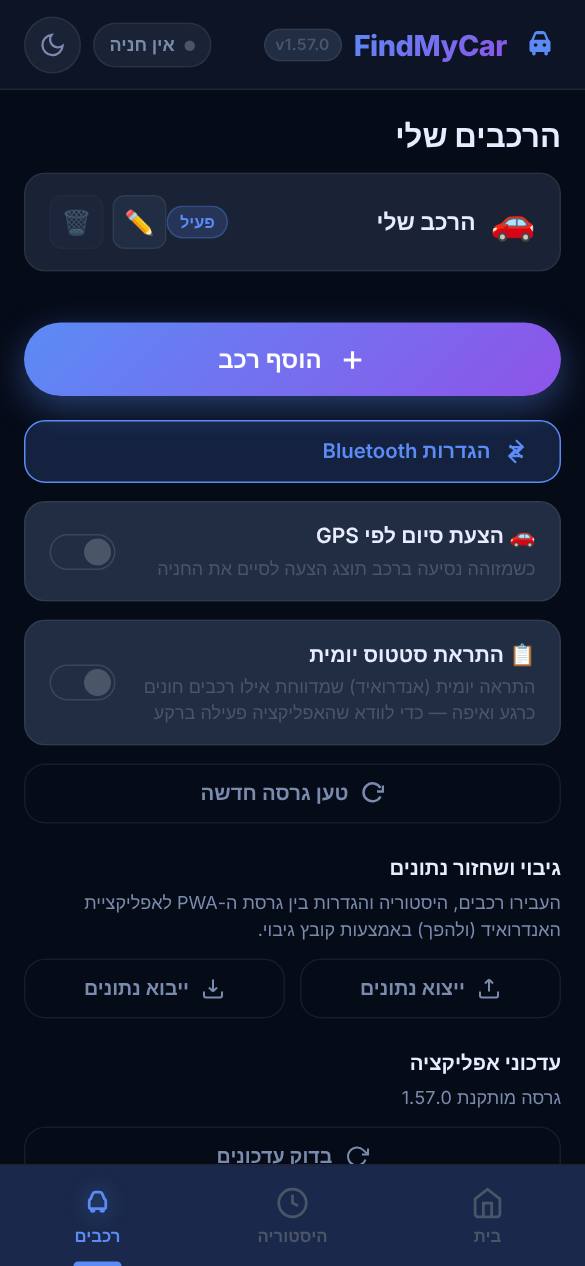 FindMyCar
v1.57.0
אין חניה
הרכבים שלי
הרכב שלי
פעיל
הוסף רכב
הגדרות Bluetooth
הצעת סיום לפי GPS
כשמזוהה נסיעה ברכב תוצג הצעה לסיים את החניה
התראת סטטוס יומית
התראה יומית (אנדרואיד) שמדווחת אילו רכבים חונים
כרגע ואיפה — כדי לוודא שהאפליקציה פעילה ברקע
טען גרסה חדשה
גיבוי ושחזור נתונים
העבירו רכבים, היסטוריה והגדרות בין גרסת ה-PWA לאפליקציית
האנדרואיד (ולהפך) באמצעות קובץ גיבוי.
ייצוא נתונים
ייבוא נתונים
עדכוני אפליקציה
גרסה מותקנת 1.57.0
בדוק עדכונים
בית
היסטוריה
רכבים